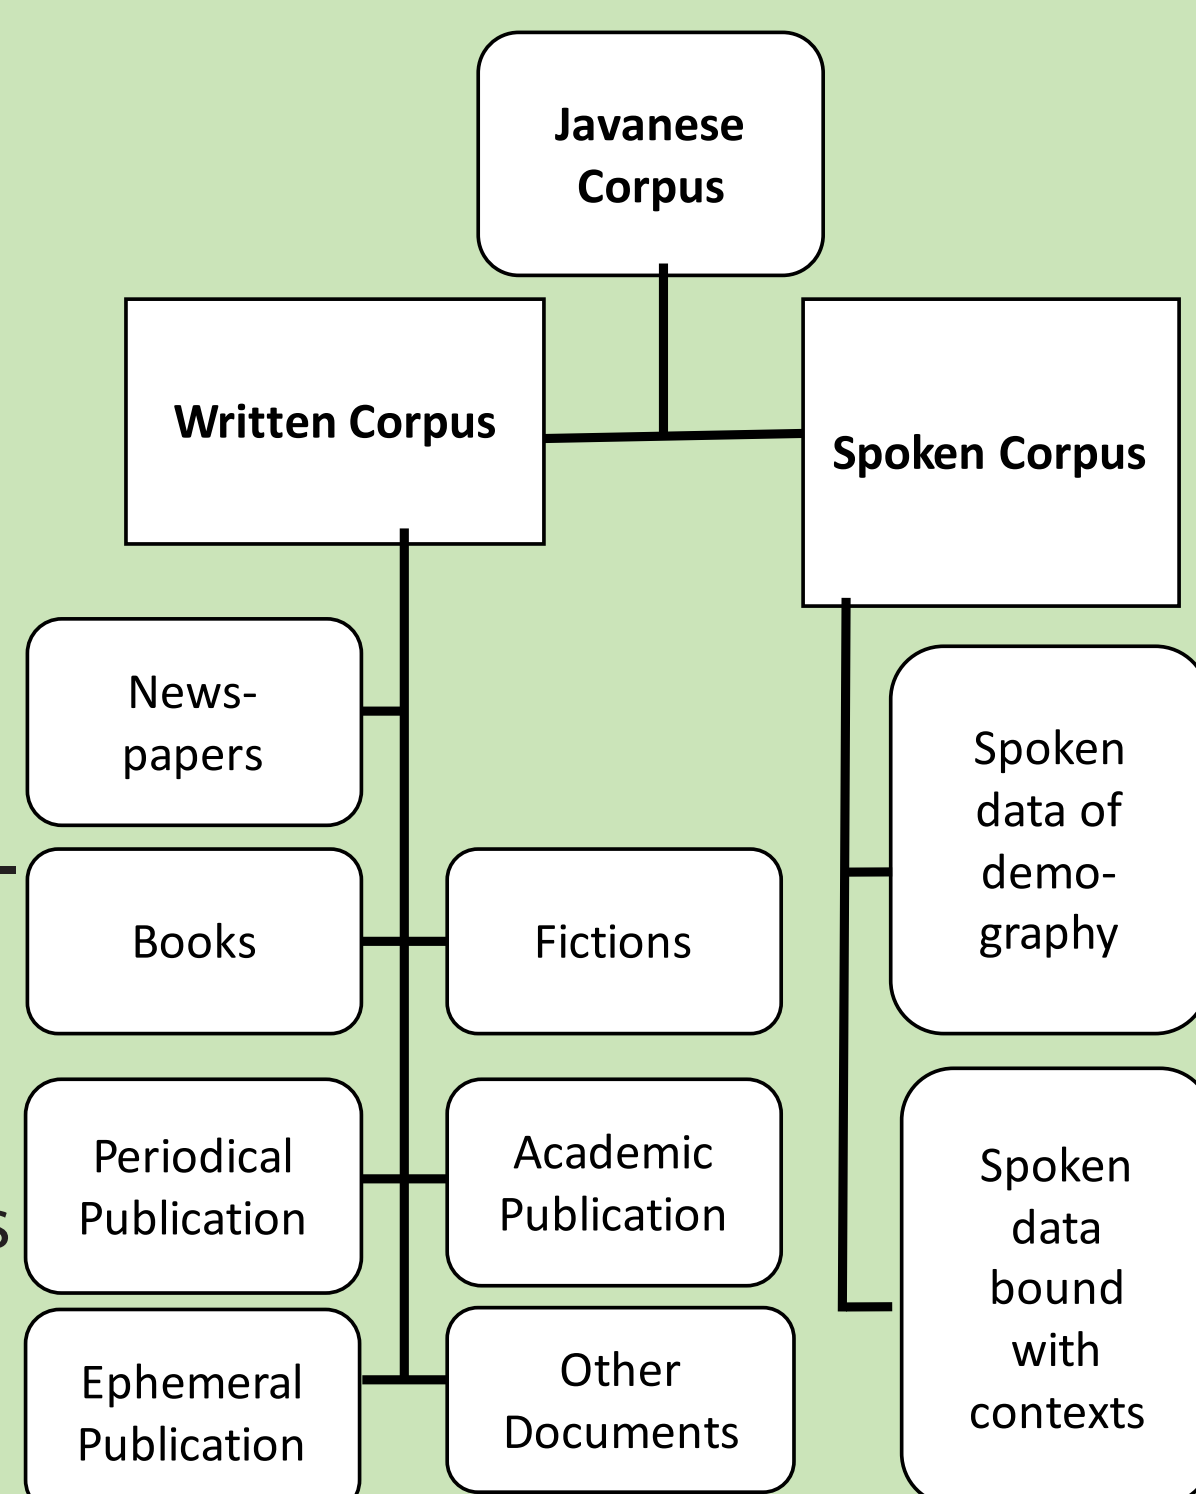 Javanese
Corpus
Written Corpus
Spoken Corpus
News-
papers
Books
Fictions
Periodical
Publication
Academic
Publication
Ephemeral
Publication
Other
Documents
Spoken
data of
demo-
graphy
Spoken
data
bound
with
contexts